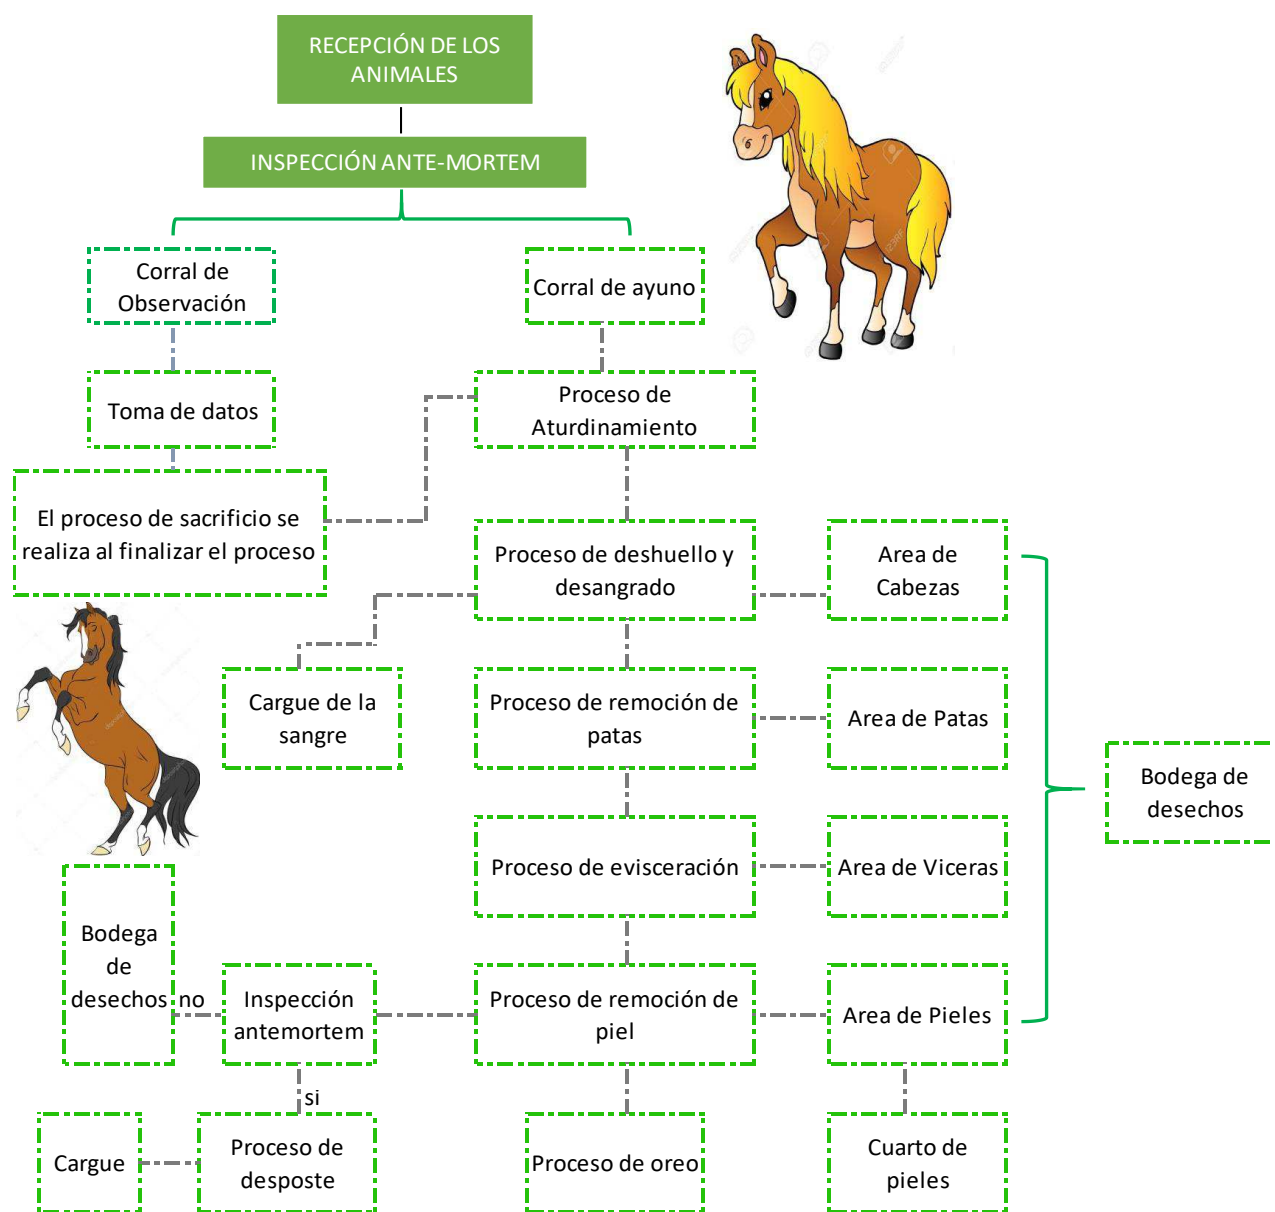 RECEPCIÓN DE LOS
ANIMALES
INSPECCIÓN ANTE-MORTEM
Corral de
Observación
Corral de ayuno
Toma de datos
Proceso de
Aturdinamiento
El proceso de sacrificio se
realiza al finalizar el proceso
Proceso de deshuello y
desangrado
Area de
Cabezas
Cargue de la
sangre
Proceso de remoción de
patas
Area de Patas
Bodega de
desechos
Proceso de evisceración
Area de Viceras
Bodega
de
desechos
no
Inspección
antemortem
Proceso de remoción de
piel
Area de Pieles
si
Cargue
Proceso de
desposte
Proceso de oreo
Cuarto de
pieles